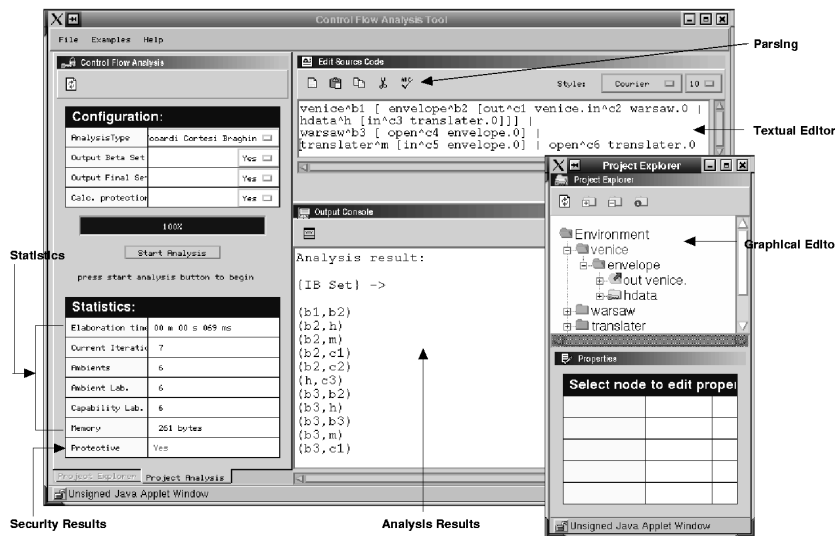 Control Flow Analysis Tool
File Examples Help
Control Flow Analysis
Configuration:
AnalysisType
Cortesi Braghin
Output Beta Set Yes
Output Final Se Yes
Calc. protection Yes
100%
Start Analysis
press start analysis button to begin
Statistics:
Elaboration time 00 m 00 s 069 ms
Current Iteratio 7
Ambients 6
Ambient Lab. 6
Capability Lab. 6
Memory 261 bytes
Protective Yes
Project Explorer Project Analysis
Unsigned Java Applet Window
Edit Source Code
Style: Courier 10
venice^b1 [ envelope^b2 [out^c1 venice.in^c2 warsaw.0 |
hdata^h [in^c3 translater.0]]] |
warsaw^b3 [ open^c4 envelope.0] |
translater^m [in^c5 envelope.0] | open^c6 translater.0
Output Console
Analysis result:
[IB Set] ->
(b1,b2)
(b2,h)
(b2,m)
(b2,c1)
(b2,c2)
(h,c3)
(b3,b2)
(b3,h)
(b3,b3)
(b3,m)
(b3,c1)
Project Explorer
Project Explorer
Environment
venice
envelope
out venice.
hdata
warsaw
translater
Properties
Select node to edit proper
Unsigned Java Applet Window
Parsing
Textual Editor
Graphical Edito
Statistics
Security Results
Analysis Results